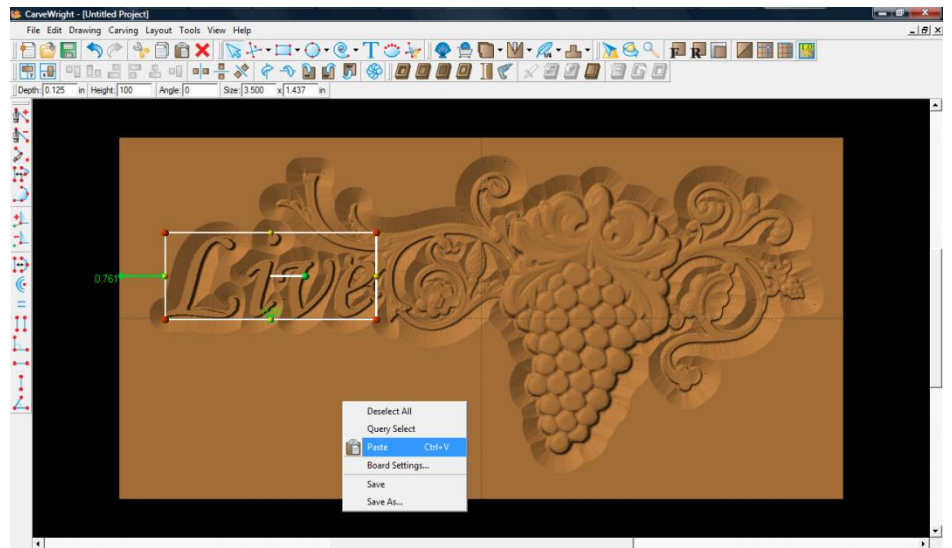 CarveWright - [Untitled Project]
File Edit Drawing Carving Layout Tools View Help
Depth: 0.125 in Height: 100 Angle: 0 Size: 3.500 x 1.437 in
0.761
Live
Deselect All
Query Select
Paste Ctrl+V
Board Settings...
Save
Save As...